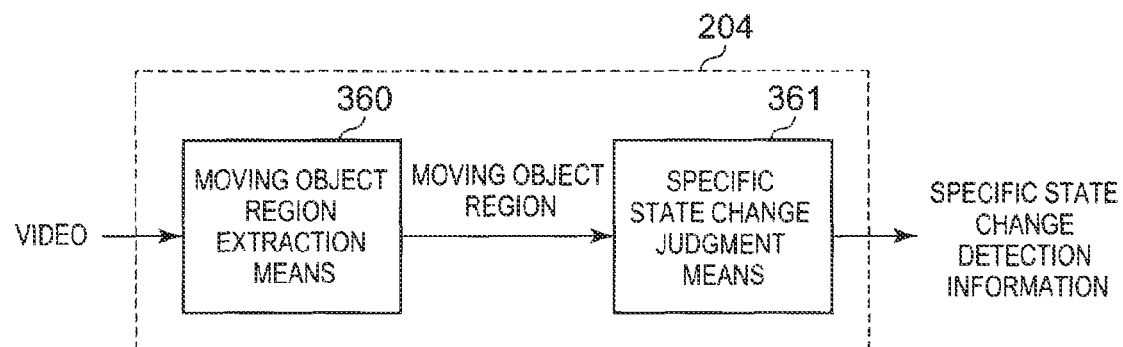 204
360
361
VIDEO
MOVING OBJECT
REGION
EXTRACTION
MEANS
MOVING OBJECT
REGION
SPECIFIC
STATE CHANGE
JUDGMENT
MEANS
SPECIFIC STATE
CHANGE
DETECTION
INFORMATION